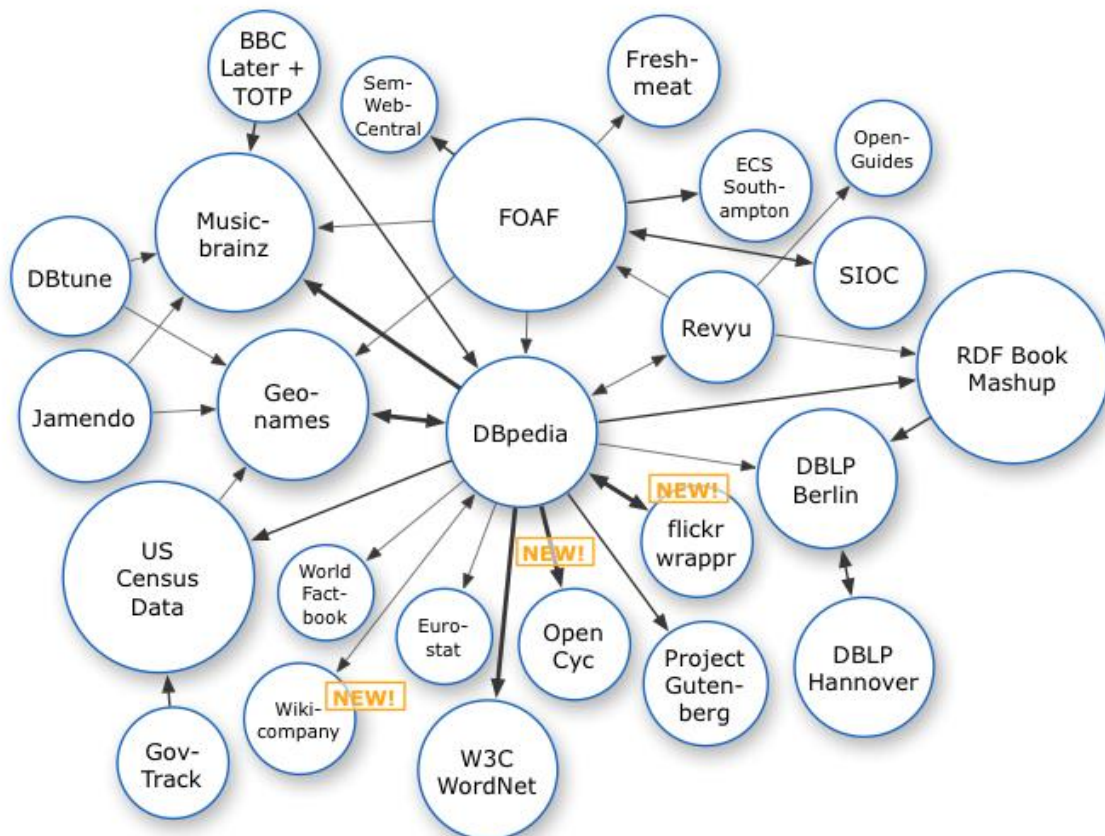 BBC
Later +
TOTP
Sem-
Web-
Central
Fresh-
meat
FOAF
ECS
South-
ampton
Open-
Guides
Music-
brainz
DBtune
SIOC
Revyu
RDF Book
Mashup
Jamendo
Geo-
names
DBpedia
DBLP
Berlin
NEW!
flickr
wrappr
US
Census
Data
NEW!
World
Fact-
book
Euro-
stat
Open
Cyc
Project
Guten-
berg
DBLP
Hannover
NEW!
Wiki-
company
Gov-
Track
W3C
WordNet